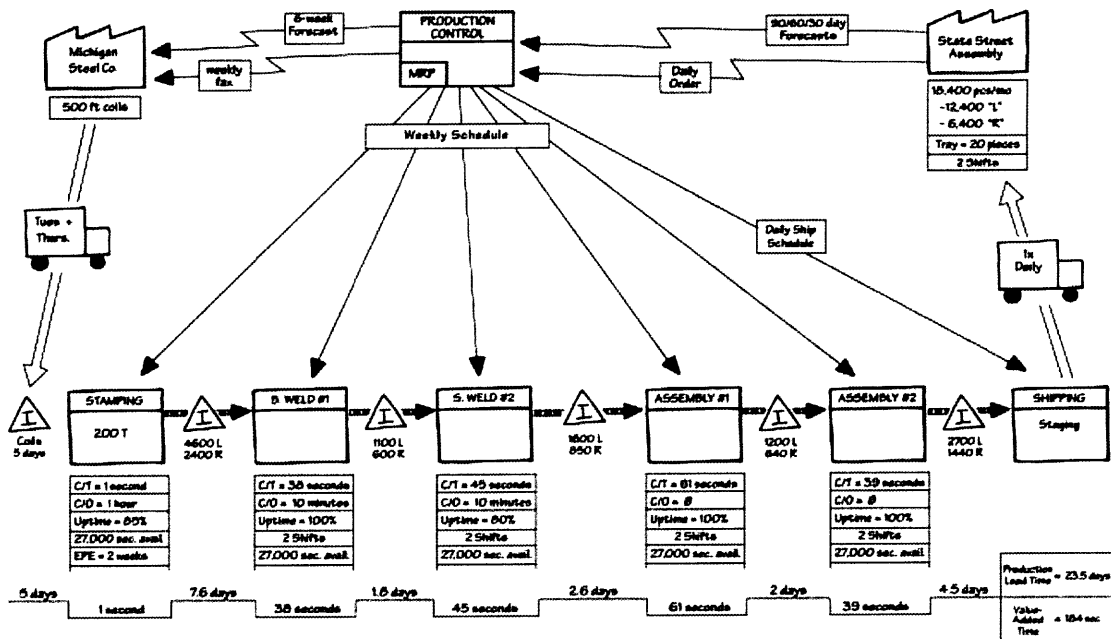 Michigan
Steel Co.
500 ft coils
6-week
Forecast
weekly
fax
PRODUCTION
CONTROL
MRP
90/60/30 day
Forecasts
Daily
Order
State Street
Assembly
18,400 pcs/mo
-12,400 "L"
- 6,400 "R"
Tray = 20 pieces
2 Shifts
Weekly Schedule
Tues +
Thurs.
Daily Ship
Schedule
1x
Daily
I
Coils
5 days
STAMPING
200 T
I
4600 L
2400 R
S. WELD #1
I
1100 L
600 R
S. WELD #2
I
1600 L
850 R
ASSEMBLY #1
I
1200 L
640 R
ASSEMBLY #2
I
2700 L
1440 R
SHIPPING
Staging
C/T = 1 second
C/O = 1 hour
Uptime = 85%
27,000 sec. avail
EPE = 2 weeks
C/T = 38 seconds
C/O = 10 minutes
Uptime = 100%
2 Shifts
27,000 sec. avail
C/T = 45 seconds
C/O = 10 minutes
Uptime = 80%
2 Shifts
27,000 sec. avail.
C/T = 61 seconds
C/O = Ø
Uptime = 100%
2 Shifts
27,000 sec. avail.
C/T = 39 seconds
C/O = Ø
Uptime = 100%
2 Shifts
27,000 sec. avail
5 days
1 second
7.6 days
38 seconds
1.8 days
45 seconds
2.6 days
61 seconds
2 days
39 seconds
4.5 days
Production
Lead Time = 23.5 days
Value-
Added = 184 sec
Time